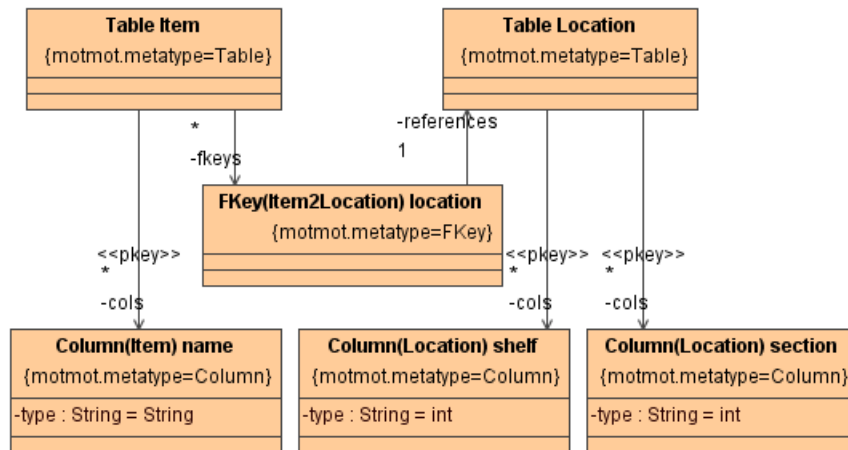 Table Item
{motmot.metatype=Table}
Table Location
{motmot.metatype=Table}
*
-fkeys
-references
1
FKey(Item2Location) location
{motmot.metatype=FKey}
<<pkey>>
*
-cols
<<pkey>>
*
-cols
<<pkey>>
*
-cols
Column(Item) name
{motmot.metatype=Column}
-type : String = String
Column(Location) shelf
{motmot.metatype=Column}
-type : String = int
Column(Location) section
{motmot.metatype=Column}
-type : String = int